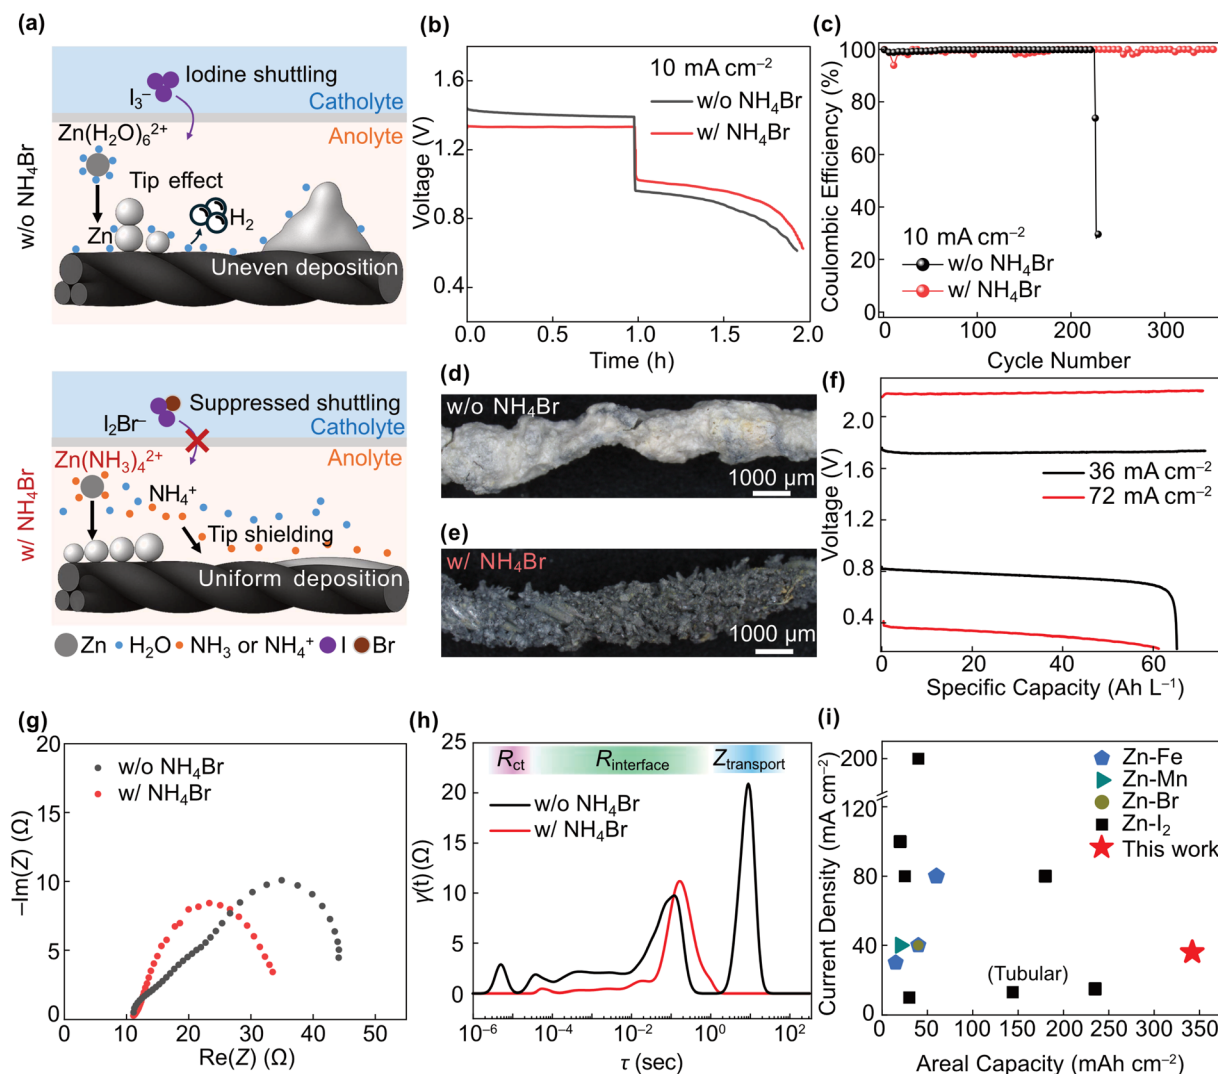 (a)
w/o NH₄Br
Iodine shuttling
I₃⁻
Catholyte
Anolyte
Zn(H₂O)₆²⁺
Tip effect
H₂
Zn
Uneven deposition
w/ NH₄Br
Suppressed shuttling
I₂Br⁻
Catholyte
Anolyte
Zn(NH₃)₄²⁺
NH₄⁺
Tip shielding
Uniform deposition
Zn H₂O NH₃ or NH₄⁺ I Br
(b)
Voltage (V)
1.6
1.2
0.8
0.4
10 mA cm⁻²
w/o NH₄Br
w/ NH₄Br
0.0 0.5 1.0 1.5 2.0
Time (h)
(c)
Coulombic Efficiency (%)
100
80
60
40
20
0
10 mA cm⁻²
w/o NH₄Br
w/ NH₄Br
0 100 200 300
Cycle Number
(d)
w/o NH₄Br
1000 µm
(e)
w/ NH₄Br
1000 µm
(f)
Voltage (V)
2.0
1.6
1.2
0.8
0.4
36 mA cm⁻²
72 mA cm⁻²
0 20 40 60
Specific Capacity (Ah L⁻¹)
(g)
−Im(Z) (Ω)
20
15
10
5
0
w/o NH₄Br
w/ NH₄Br
0 10 20 30 40 50
Re(Z) (Ω)
(h)
γ(t) (Ω)
25
20
15
10
5
0
R_ct R_interface Z_transport
w/o NH₄Br
w/ NH₄Br
10⁻⁶ 10⁻⁴ 10⁻² 10⁰ 10²
τ (sec)
(i)
Current Density (mA cm⁻²)
200
120
80
40
0
Zn-Fe
Zn-Mn
Zn-Br
Zn-I₂
This work
(Tubular)
0 50 100 150 200 250 300 350
Areal Capacity (mAh cm⁻²)